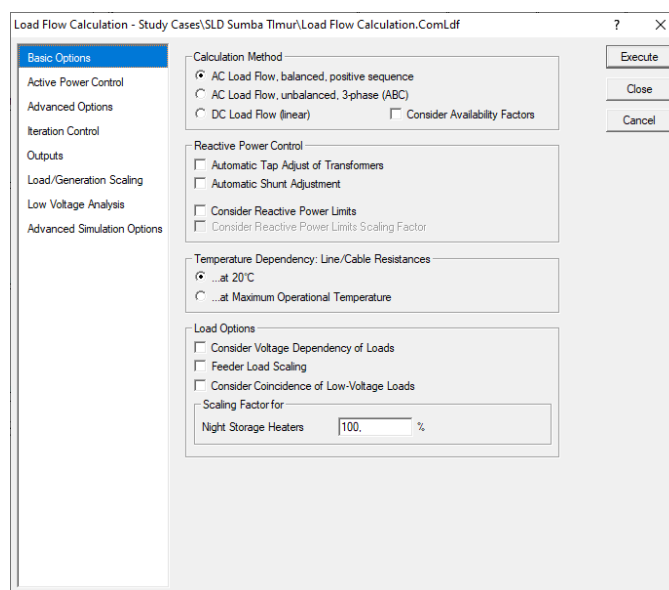 Load Flow Calculation - Study Cases\SLD Sumba TImur\Load Flow Calculation.ComLdf ? X
Basic Options
Active Power Control
Advanced Options
Iteration Control
Outputs
Load/Generation Scaling
Low Voltage Analysis
Advanced Simulation Options
Calculation Method
AC Load Flow, balanced, positive sequence
AC Load Flow, unbalanced, 3-phase (ABC)
DC Load Flow (linear) Consider Availability Factors
Reactive Power Control
Automatic Tap Adjust of Transformers
Automatic Shunt Adjustment
Consider Reactive Power Limits
Consider Reactive Power Limits Scaling Factor
Temperature Dependency: Line/Cable Resistances
...at 20°C
...at Maximum Operational Temperature
Load Options
Consider Voltage Dependency of Loads
Feeder Load Scaling
Consider Coincidence of Low-Voltage Loads
Scaling Factor for
Night Storage Heaters 100, %
Execute
Close
Cancel